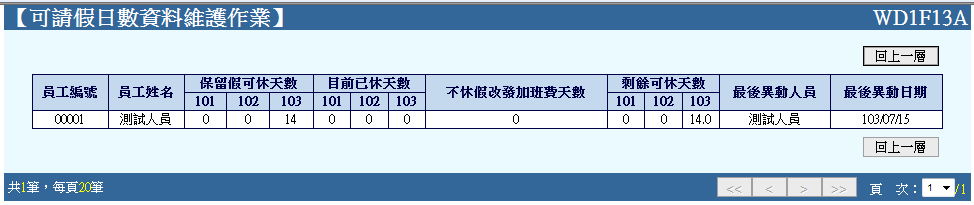 【可請假日數資料維護作業】 WD1F13A
回上一層
員工編號 員工姓名 保留假可休天數 目前已休天數 不休假改發加班費天數 剩餘可休天數 最後異動人員 最後異動日期
101 102 103 101 102 103 101 102 103
00001 測試人員 0 0 14 0 0 0 0 0 0 14.0 測試人員 103/07/15
回上一層
共1筆，每頁20筆 << < > >> 頁 次：1 /1